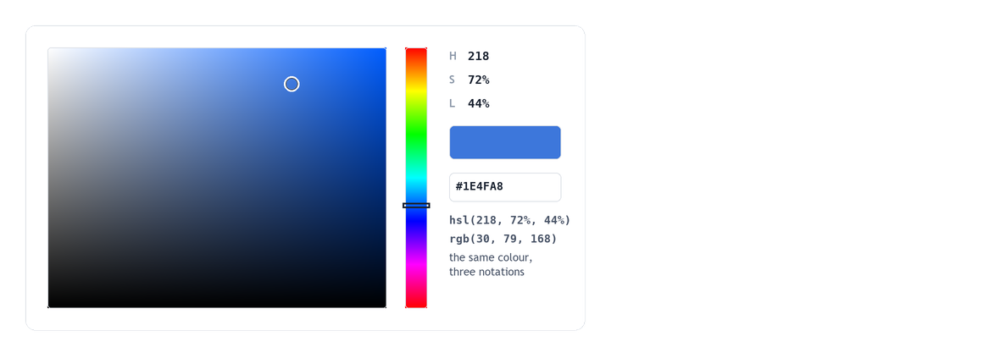 H 218
S 72%
L 44%
#1E4FA8
hsl(218, 72%, 44%)
rgb(30, 79, 168)
the same colour,
three notations